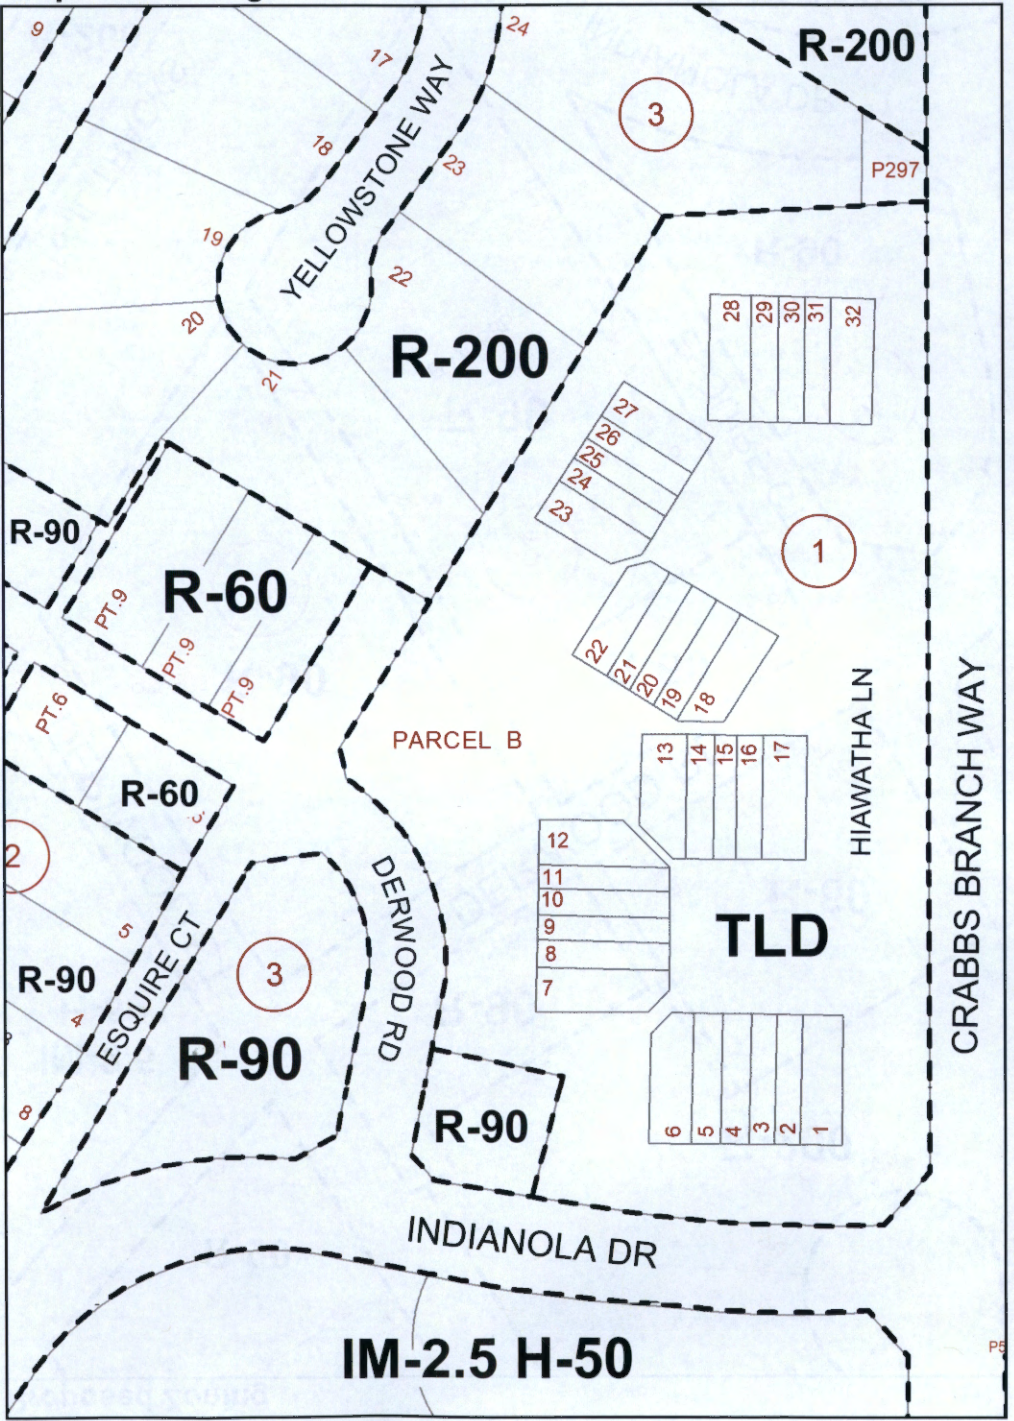 9
17
24
R-200
YELLOWSTONE WAY
3
18
23
P297
19
22
28
29
30
31
32
20
R-200
21
27
26
25
24
23
R-90
1
R-60
PT.9
PT.9
PT.9
22
21
20
19
18
PT.6
PARCEL B
13
14
15
16
17
HIAWATHA LN
CRABBS BRANCH WAY
R-60
2
12
11
10
9
8
7
DERWOOD RD
TLD
5
ESQUIRE CT
3
R-90
4
R-90
8
R-90
6
5
4
3
2
1
INDIANOLA DR
IM-2.5 H-50